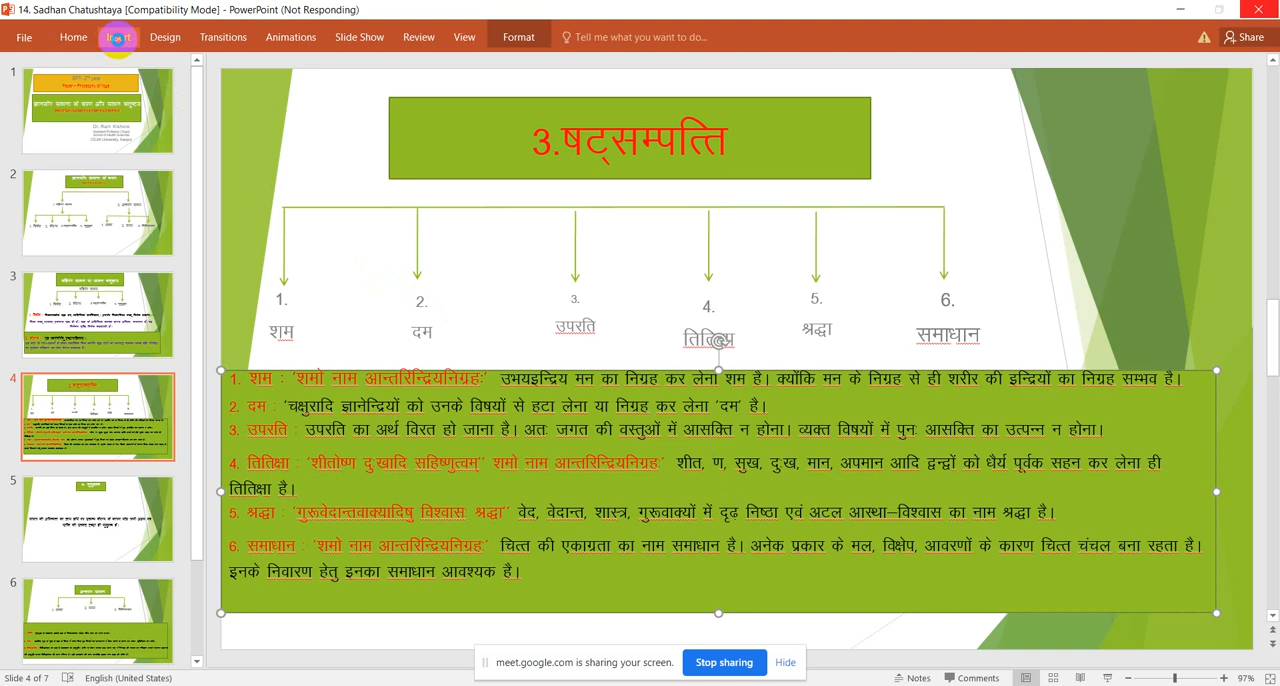 14. Sadhan Chatushtaya [Compatibility Mode] - PowerPoint (Not Responding)
File Home Insert Design Transitions Animations Slide Show Review View Format Tell me what you want to do... Share
1
2
3
4
5
6
3.षट्सम्पत्ति
1. 2. 3. 4. 5. 6.
शम दम उपरति श्रद्धा समाधान
1. शम : ‘शमो नाम आन्तरिन्द्रियनिग्रहः’ उभयइन्द्रिय मन का निग्रह कर लेना शम है। क्योंकि मन के निग्रह से ही शरीर की इन्द्रियों का निग्रह सम्भव है।
2. दम : ‘चक्षुरादि ज्ञानेन्द्रियों को उनके विषयों से हटा लेना या निग्रह कर लेना ‘दम’ है।
3. उपरति : उपरति का अर्थ विरत हो जाना है। अतः जगत की वस्तुओं में आसक्ति न होना। व्यक्त विषयों में पुनः आसक्ति का उत्पन्न न होना।
4. तितिक्षा : “शीतोष्ण दुःखादि सहिष्णुत्वम्” शमो नाम आन्तरिन्द्रियनिग्रहः’ शीत, ण, सुख, दुःख, मान, अपमान आदि द्वन्द्वों को धैर्य पूर्वक सहन कर लेना ही
तितिक्षा है।
5. श्रद्धा : ‘गुरूवेदान्तवाक्यादिषु विश्वासः श्रद्धा’’ वेद, वेदान्त, शास्त्र, गुरूवाक्यों में दृढ़ निष्ठा एवं अटल आस्था–विश्वास का नाम श्रद्धा है।
6. समाधान : ‘शमो नाम आन्तरिन्द्रियनिग्रहः’ चित्त की एकाग्रता का नाम समाधान है। अनेक प्रकार के मल, विक्षेप, आवरणों के कारण चित्त चंचल बना रहता है।
इनके निवारण हेतु इनका समाधान आवश्यक है।
meet.google.com is sharing your screen. Stop sharing Hide
Slide 4 of 7 English (United States) Notes Comments 97%